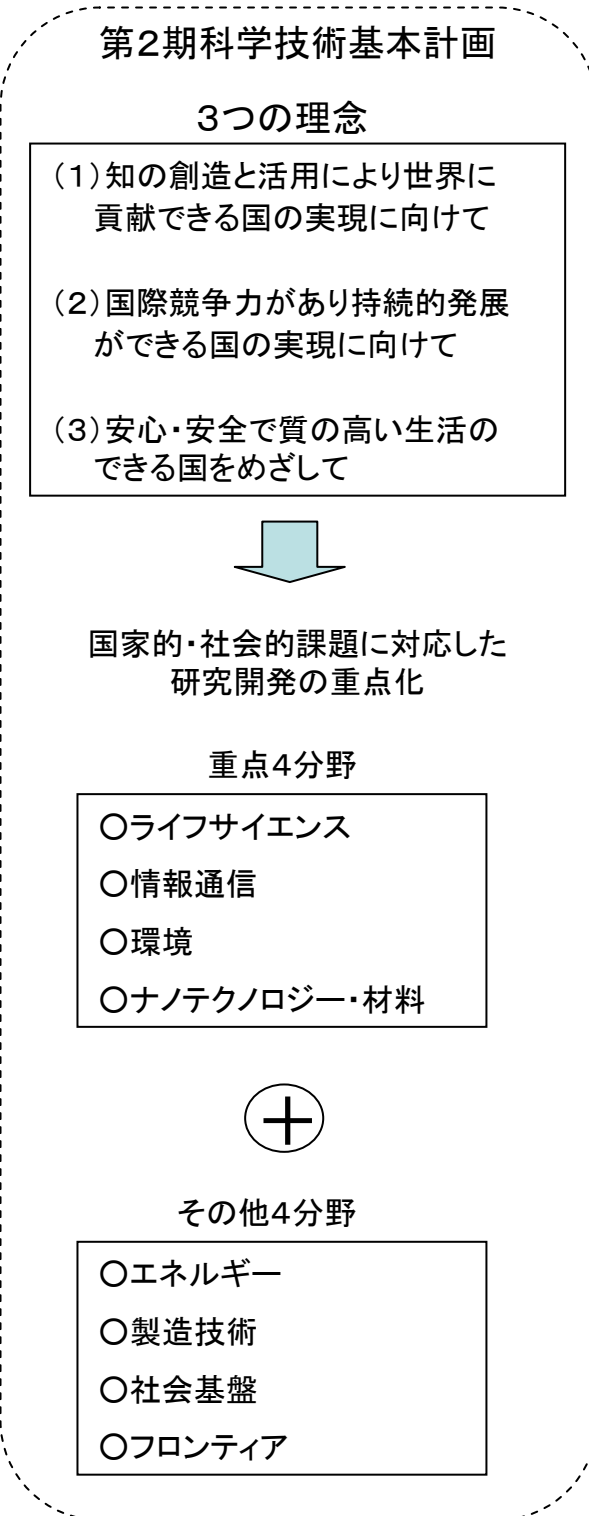 第2期科学技術基本計画
3つの理念
(1)知の創造と活用により世界に
貢献できる国の実現に向けて
(2)国際競争力があり持続的発展
ができる国の実現に向けて
(3)安心・安全で質の高い生活の
できる国をめざして
国家的・社会的課題に対応した
研究開発の重点化
重点4分野
○ライフサイエンス
○情報通信
○環境
○ナノテクノロジー・材料
+
その他4分野
○エネルギー
○製造技術
○社会基盤
○フロンティア